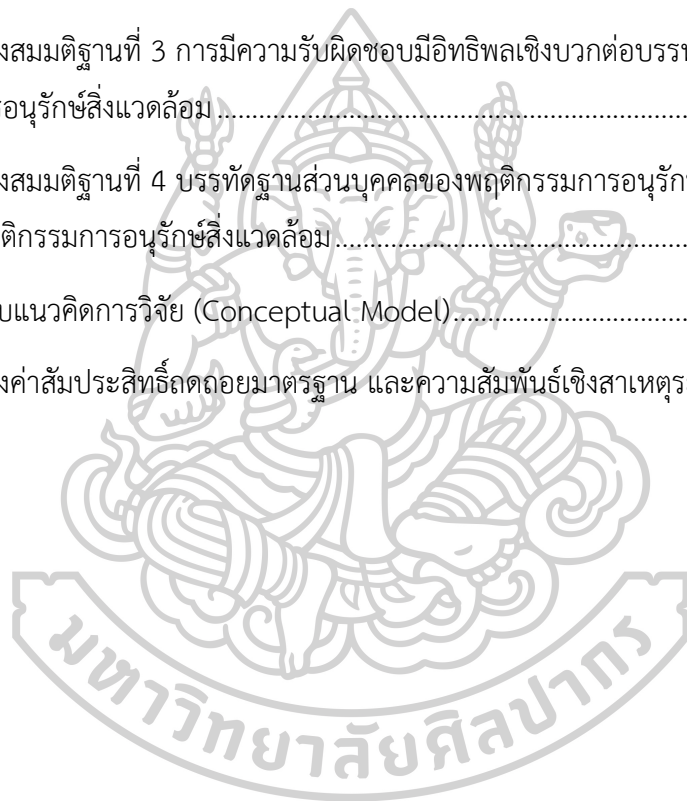 งสมมติฐานที่ 3 การมีความรับผิดชอบมีอิทธิพลเชิงบวกต่อบรรท
รอนุรักษ์สิ่งแวดล้อม
งสมมติฐานที่ 4 บรรทัดฐานส่วนบุคคลของพฤติกรรมการอนุรัก
ติกรรมการอนุรักษ์สิ่งแวดล้อม
บแนวคิดการวิจัย (Conceptual Model)
งค่าสัมประสิทธิ์ถดถอยมาตรฐาน และความสัมพันธ์เชิงสาเหตุร
มหาวิทยาลัยศิลปากร